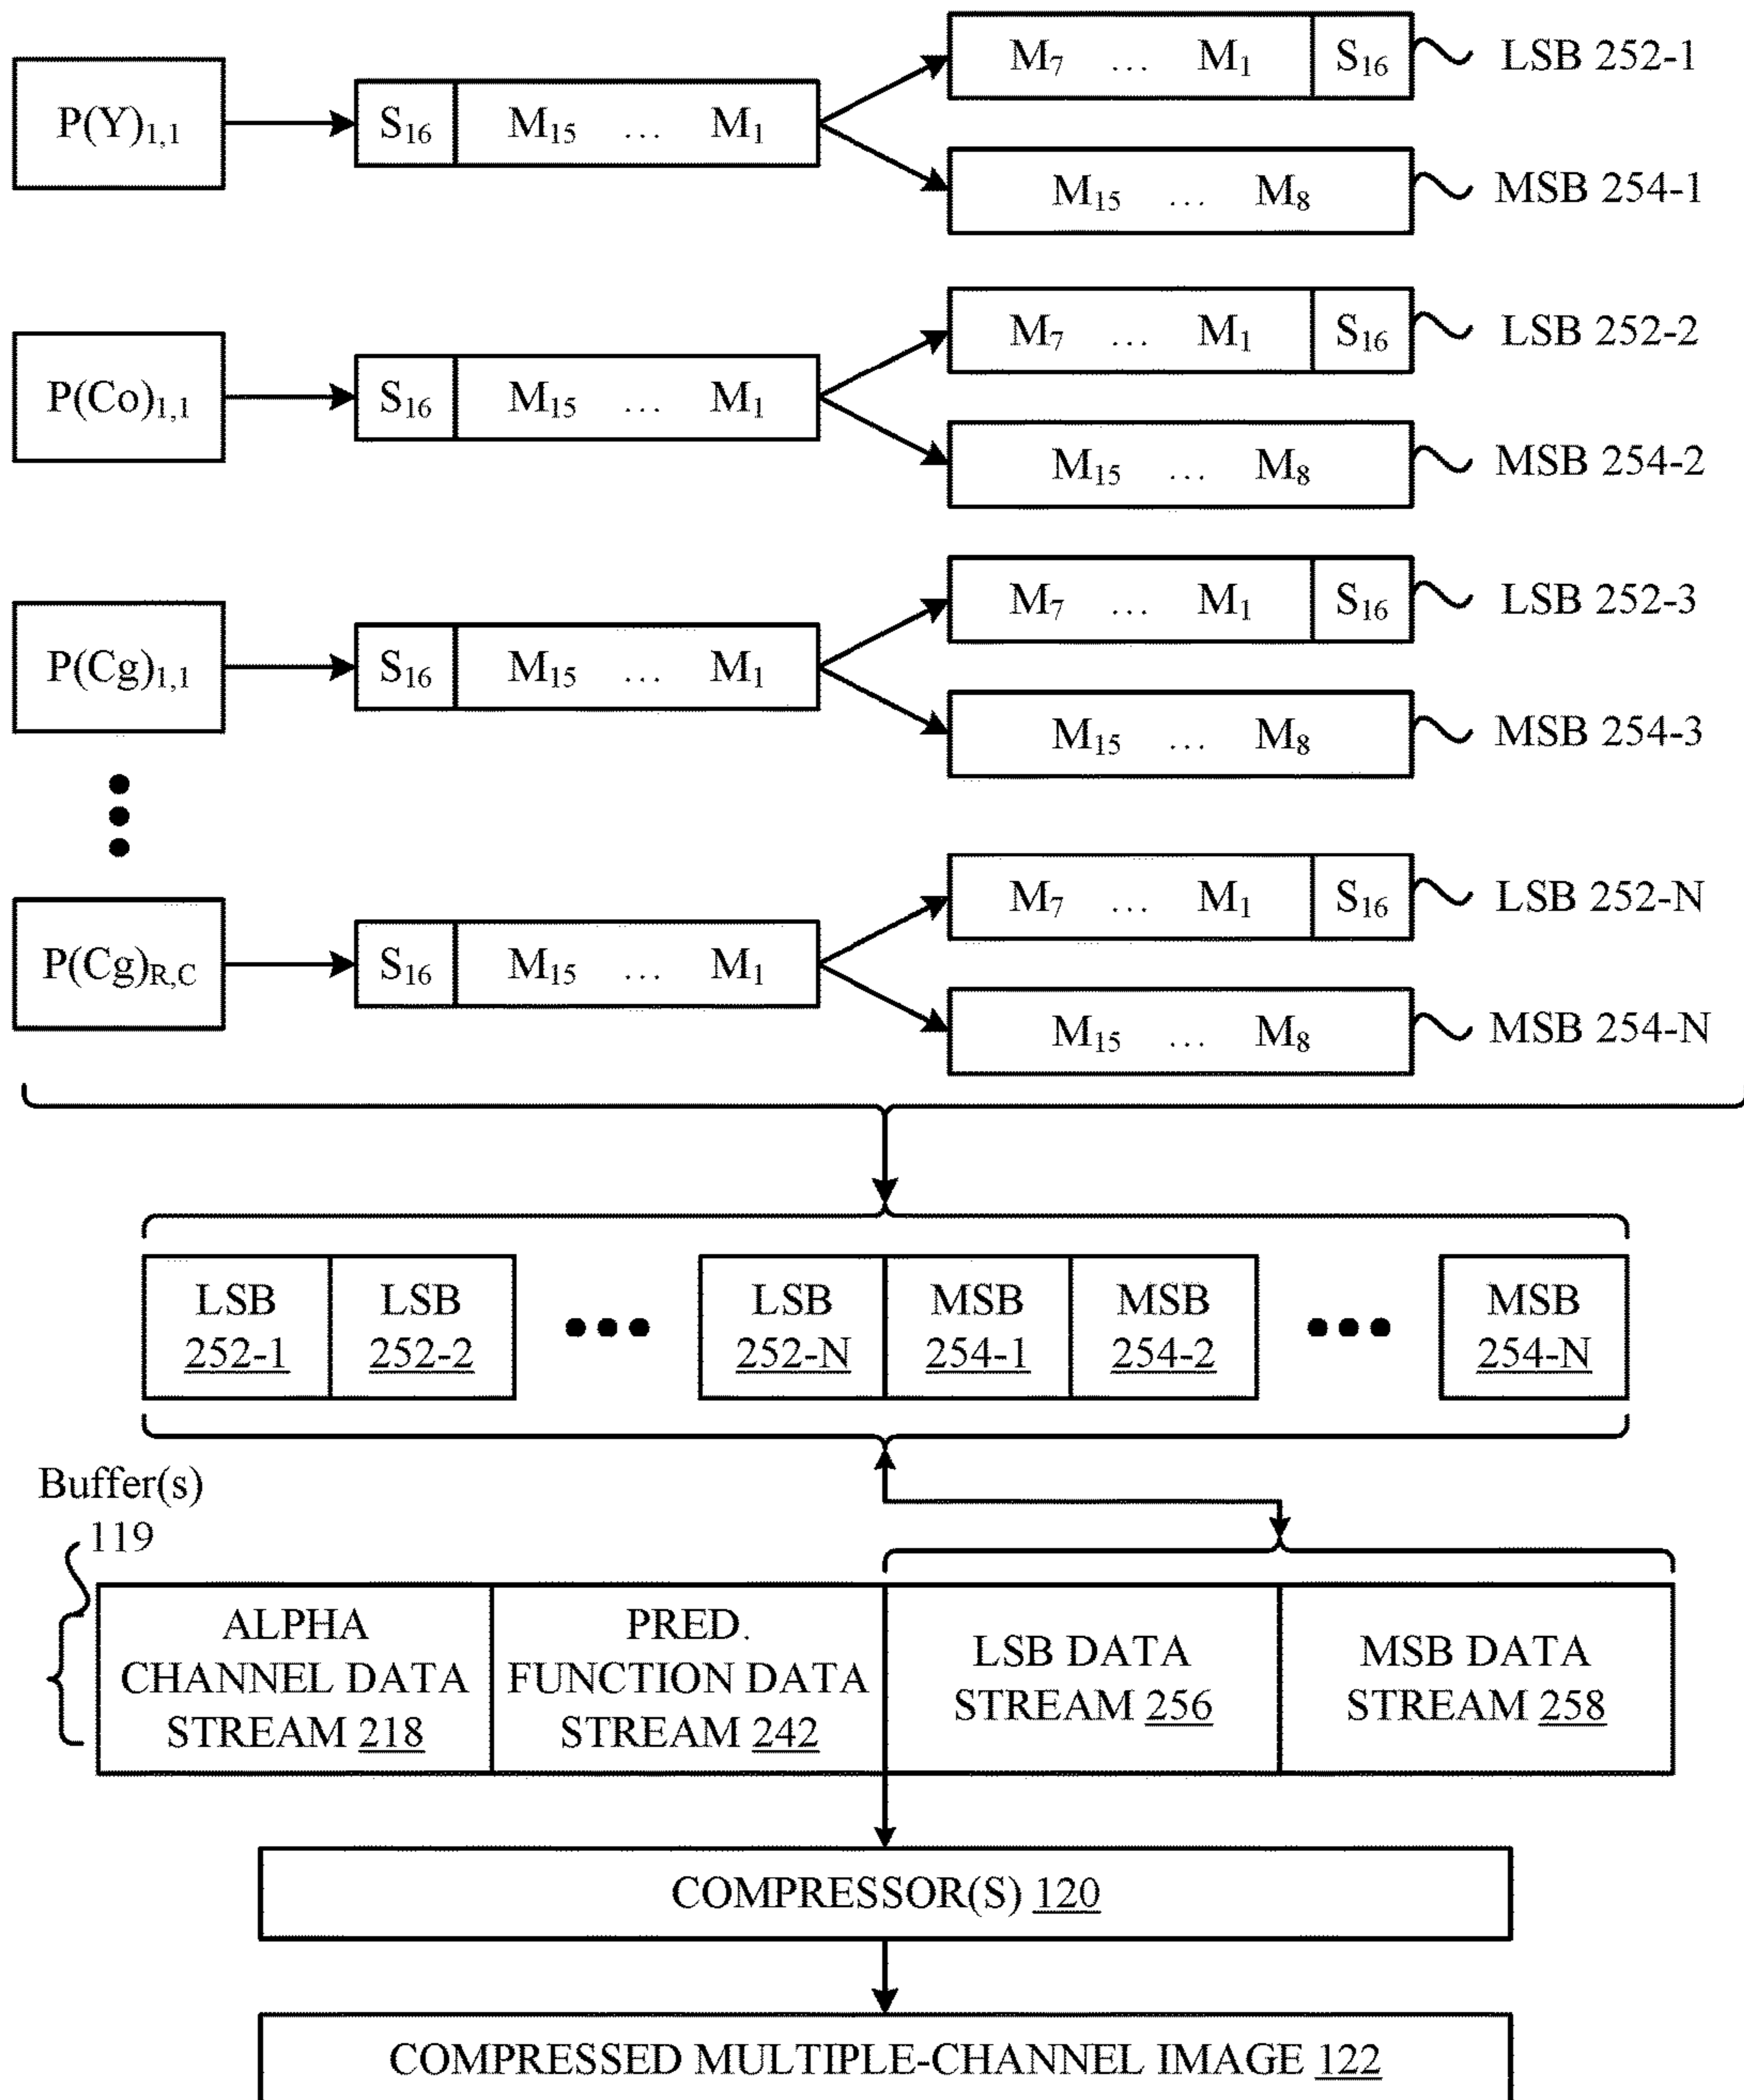 P(Y)1,1
S16 M15 … M1
M7 … M1 S16
LSB 252-1
M15 … M8
MSB 254-1
P(Co)1,1
S16 M15 … M1
M7 … M1 S16
LSB 252-2
M15 … M8
MSB 254-2
P(Cg)1,1
S16 M15 … M1
M7 … M1 S16
LSB 252-3
M15 … M8
MSB 254-3
P(Cg)R,C
S16 M15 … M1
M7 … M1 S16
LSB 252-N
M15 … M8
MSB 254-N
LSB
252-1
LSB
252-2
LSB
252-N
MSB
254-1
MSB
254-2
MSB
254-N
Buffer(s)
119
ALPHA
CHANNEL DATA
STREAM 218
PRED.
FUNCTION DATA
STREAM 242
LSB DATA
STREAM 256
MSB DATA
STREAM 258
COMPRESSOR(S) 120
COMPRESSED MULTIPLE-CHANNEL IMAGE 122